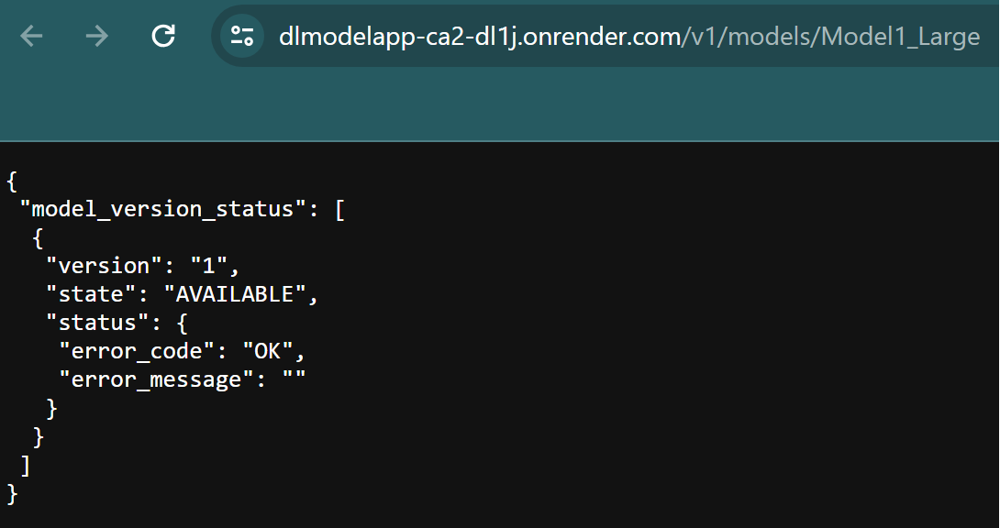 dlmodelapp-ca2-dl1j.onrender.com/v1/models/Model1_Large
{
 "model_version_status": [
  {
   "version": "1",
   "state": "AVAILABLE",
   "status": {
    "error_code": "OK",
    "error_message": ""
   }
  }
 ]
}